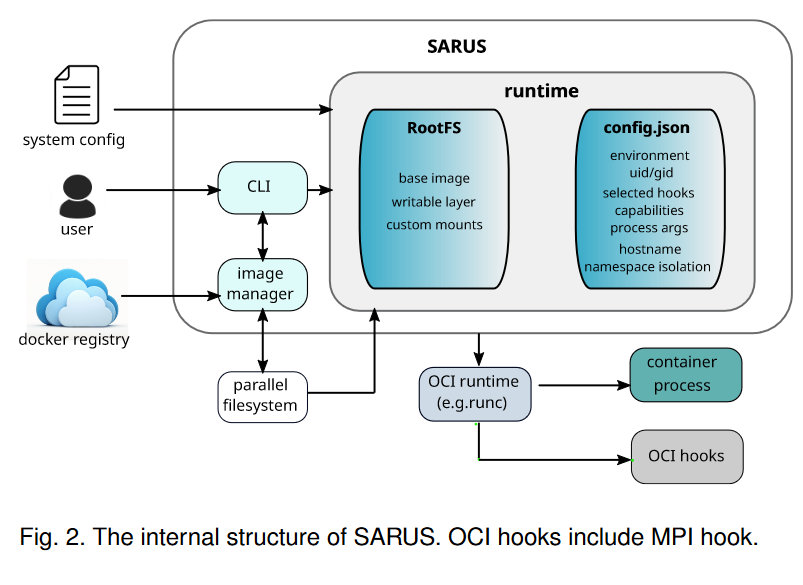 SARUS
runtime
system config
RootFS
base image
writable layer
custom mounts
config.json
environment
uid/gid
selected hooks
capabilities
process args
hostname
namespace isolation
CLI
user
image
manager
docker registry
parallel
filesystem
OCI runtime
(e.g.runc)
container
process
OCI hooks
Fig. 2. The internal structure of SARUS. OCI hooks include MPI hook.